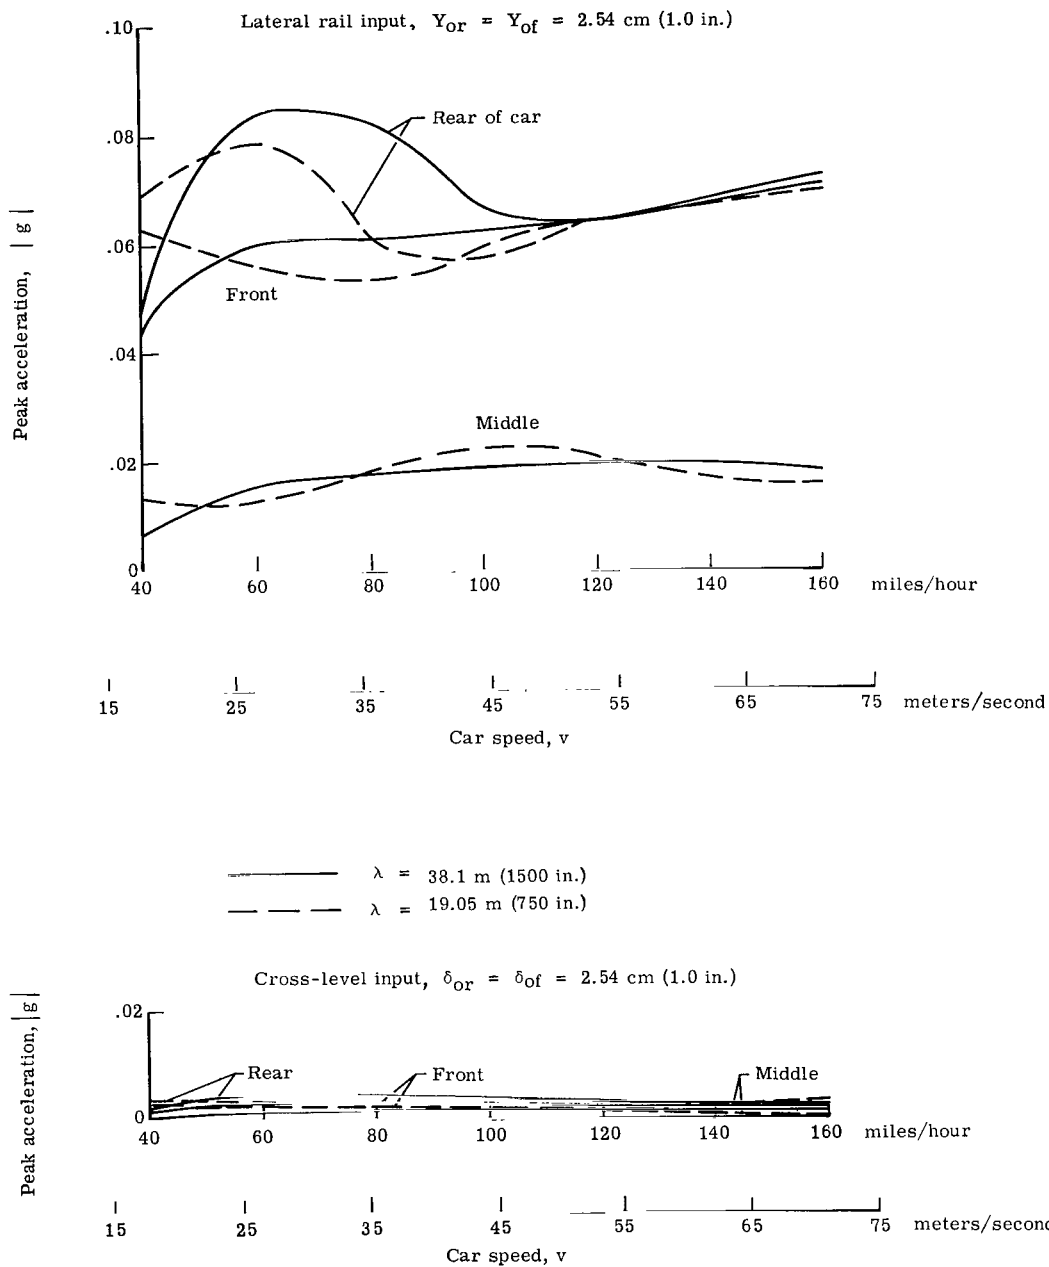 Lateral rail input, Yor = Yof = 2.54 cm (1.0 in.)
.10
.08
.06
.04
.02
0
Peak acceleration, |g|
Rear of car
Front
Middle
40 60 80 100 120 140 160 miles/hour
15 25 35 45 55 65 75 meters/second
Car speed, v
λ = 38.1 m (1500 in.)
λ = 19.05 m (750 in.)
Cross-level input, δor = δof = 2.54 cm (1.0 in.)
.02
0
Peak acceleration, |g|
Rear
Front
Middle
40 60 80 100 120 140 160 miles/hour
15 25 35 45 55 65 75 meters/second
Car speed, v